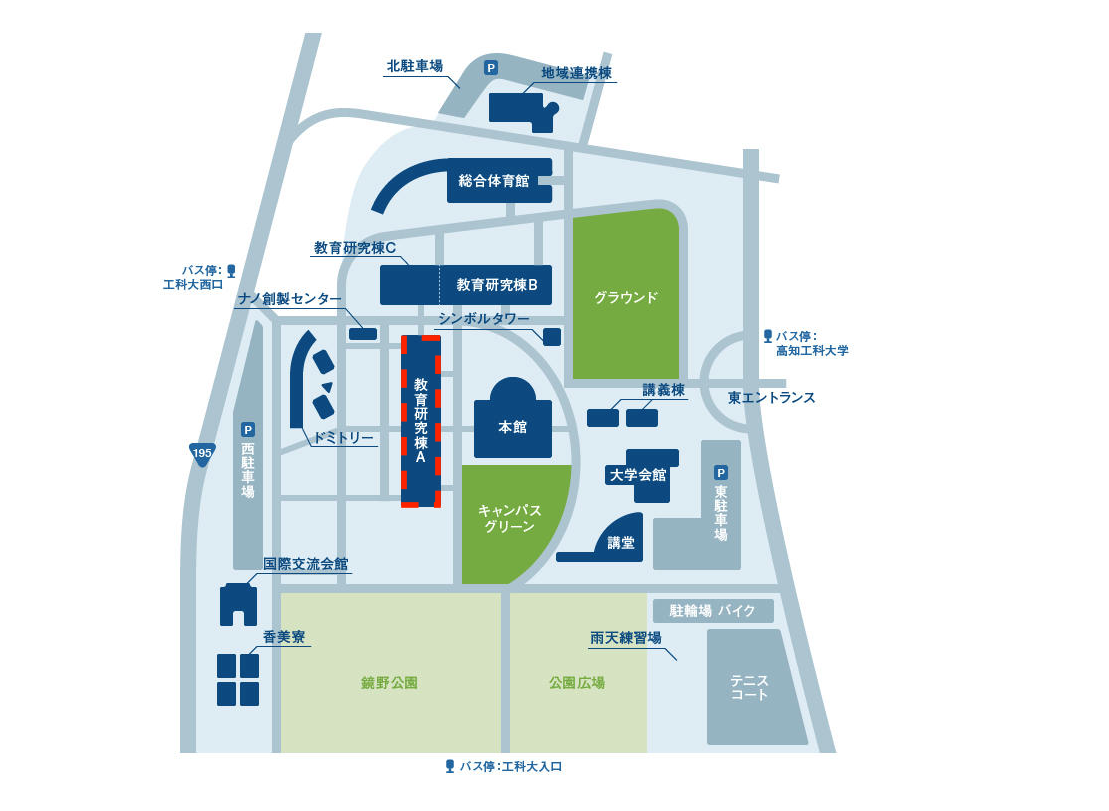 P
北駐車場
地域連携棟
総合体育館
教育研究棟C
教育研究棟B
バス停：
工科大西口
ナノ創製センター
シンボルタワー
グラウンド
バス停：
高知工科大学
教育研究棟A
講義棟
東エントランス
本館
ドミトリー
P
西駐車場
195
大学会館
P
東駐車場
キャンパス
グリーン
講堂
国際交流会館
駐輪場 バイク
香美寮
雨天練習場
鏡野公園
公園広場
テニス
コート
バス停：工科大入口